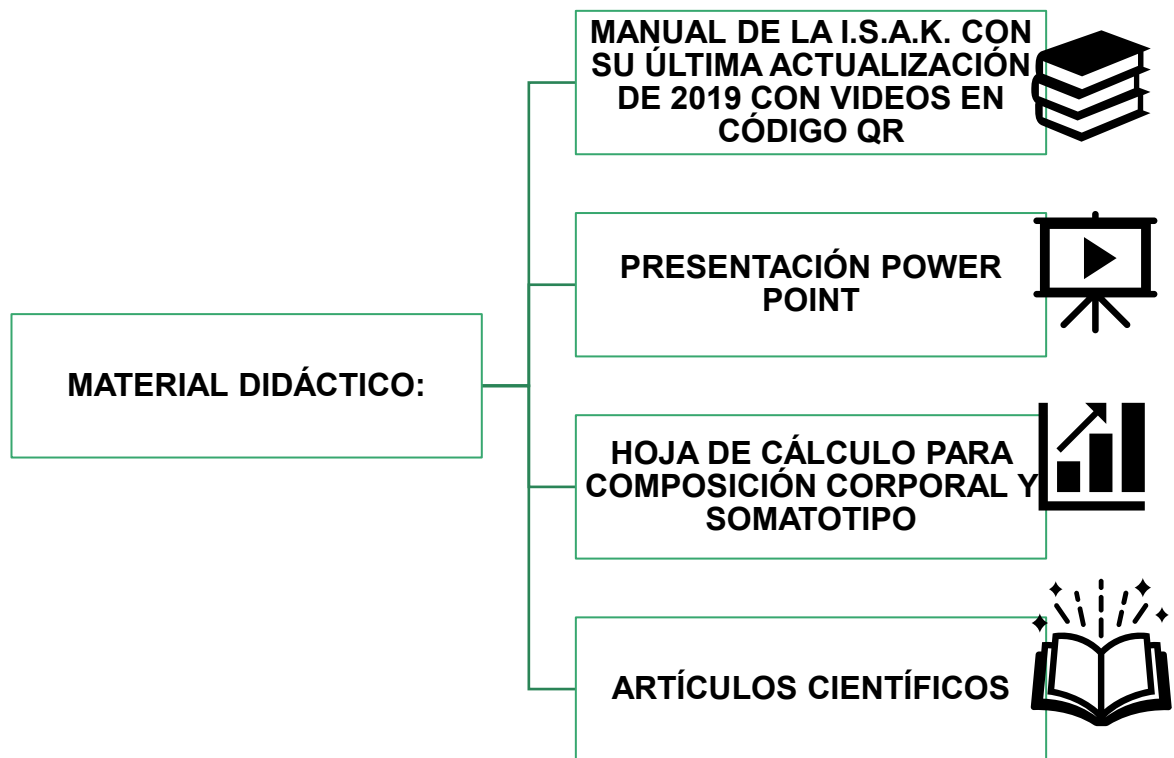 MATERIAL DIDÁCTICO:
MANUAL DE LA I.S.A.K. CON
SU ÚLTIMA ACTUALIZACIÓN
DE 2019 CON VIDEOS EN
CÓDIGO QR
PRESENTACIÓN POWER
POINT
HOJA DE CÁLCULO PARA
COMPOSICIÓN CORPORAL Y
SOMATOTIPO
ARTÍCULOS CIENTÍFICOS